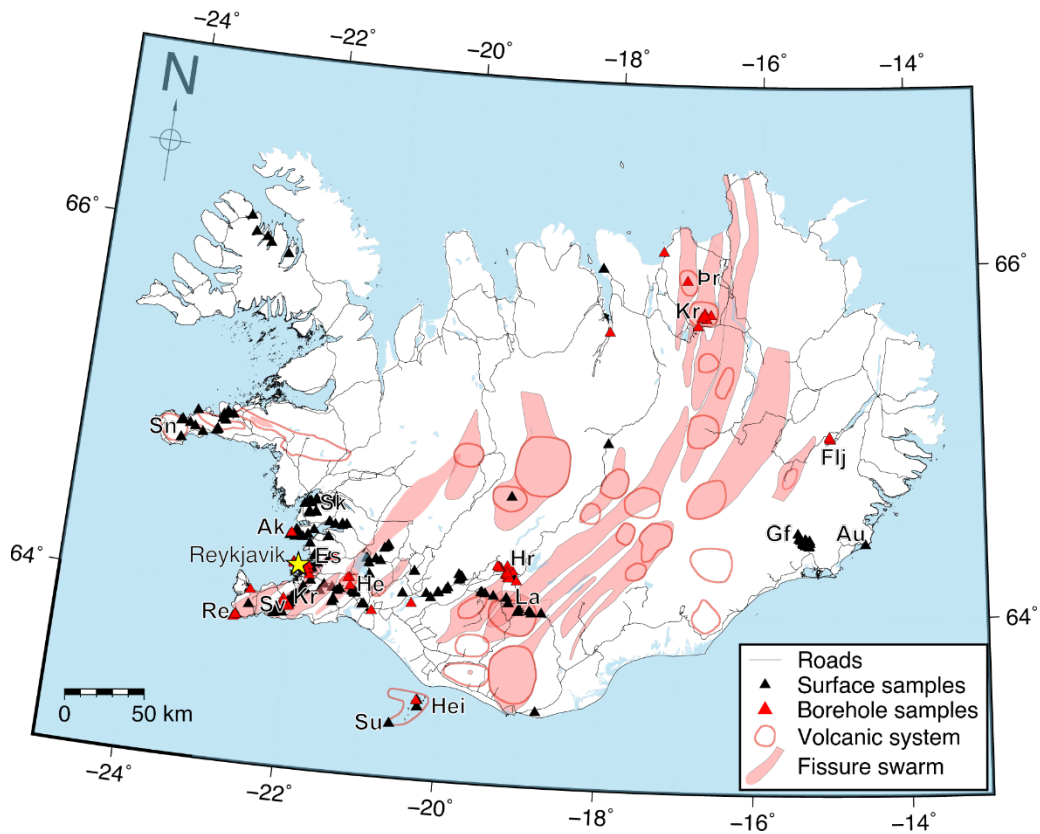 −24° −22° −20° −18° −16° −14°
N
66° 66°
Þr
Kr
Sn
Flj
Sk
Ak
Gf Au
Reykjavik Es Hr
64°
He
Sv Kr La
Re
64°
Hei
Su
0 50 km
Roads
Surface samples
Borehole samples
Volcanic system
Fissure swarm
−24° −22° −20° −18° −16° −14°